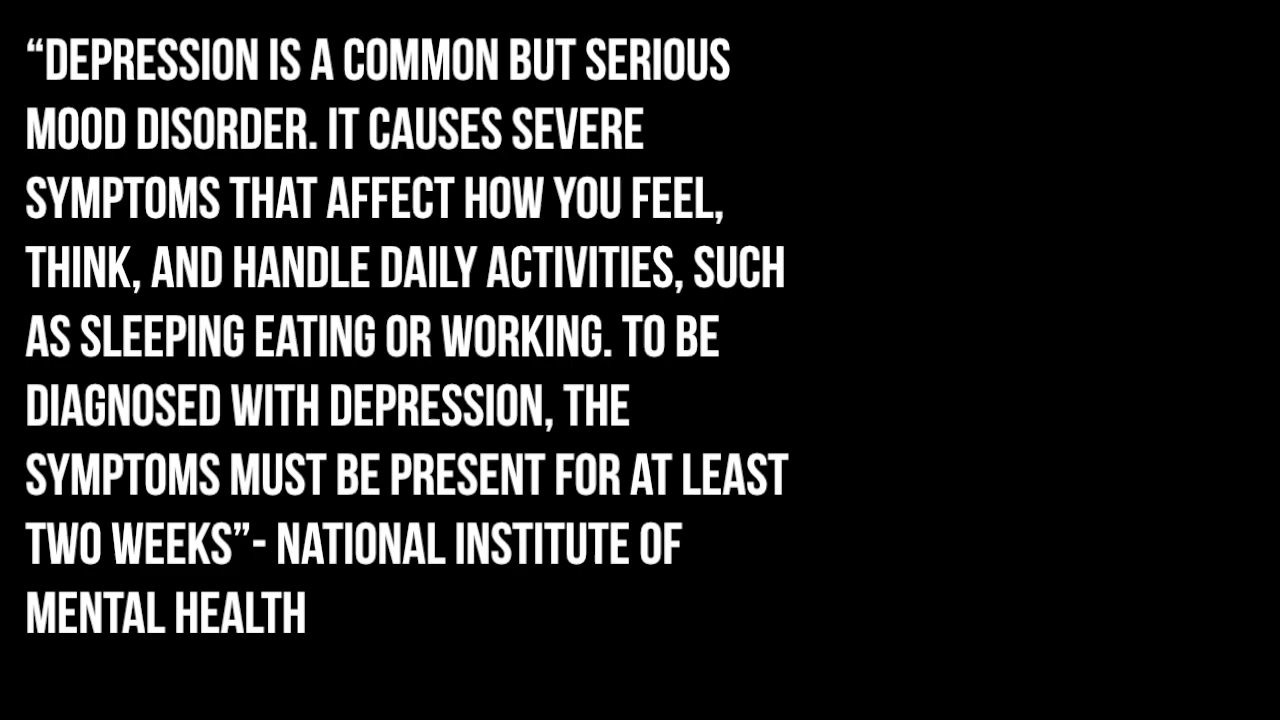 “DEPRESSION IS A COMMON BUT SERIOUS
MOOD DISORDER. IT CAUSES SEVERE
SYMPTOMS THAT AFFECT HOW YOU FEEL,
THINK, AND HANDLE DAILY ACTIVITIES, SUCH
AS SLEEPING EATING OR WORKING. TO BE
DIAGNOSED WITH DEPRESSION, THE
SYMPTOMS MUST BE PRESENT FOR AT LEAST
TWO WEEKS”- NATIONAL INSTITUTE OF
MENTAL HEALTH